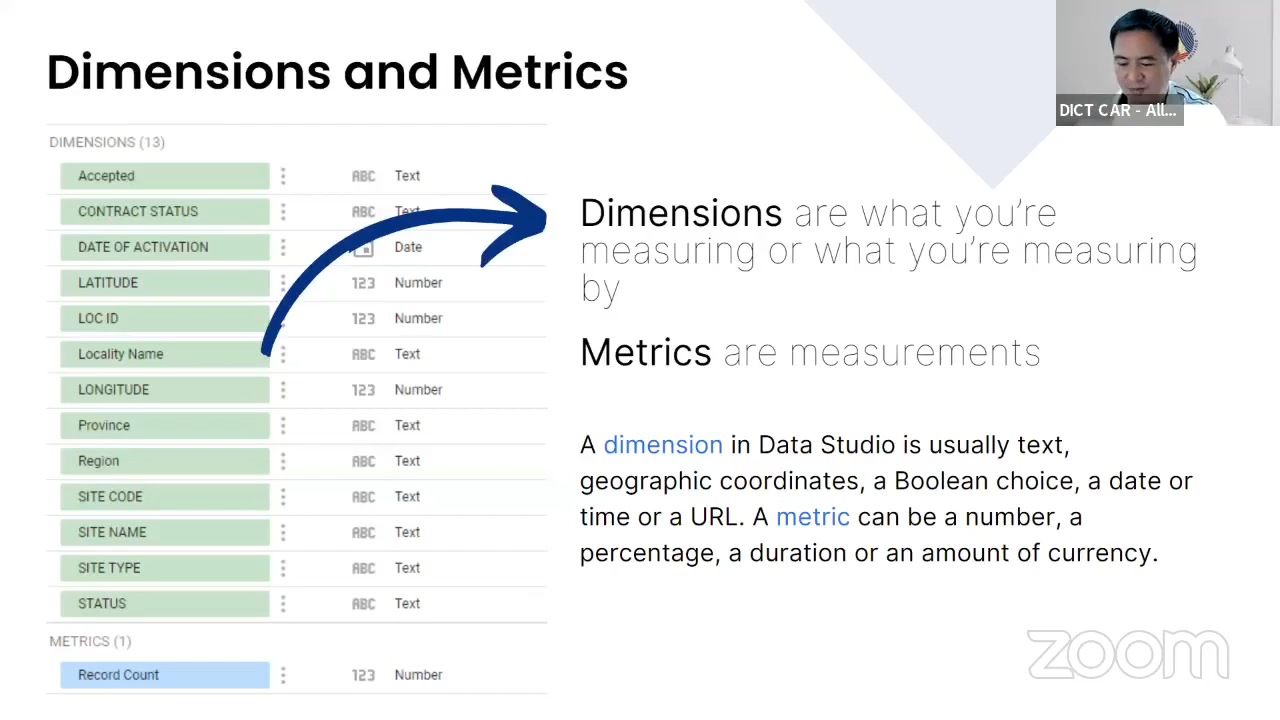 Dimensions and Metrics
DICT CAR - All...
DIMENSIONS (13)
Accepted ABC Text
CONTRACT STATUS ABC Text
DATE OF ACTIVATION Date
LATITUDE 123 Number
LOC ID 123 Number
Locality Name ABC Text
LONGITUDE 123 Number
Province ABC Text
Region ABC Text
SITE CODE ABC Text
SITE NAME ABC Text
SITE TYPE ABC Text
STATUS ABC Text
METRICS (1)
Record Count 123 Number
Dimensions are what you’re
measuring or what you’re measuring
by
Metrics are measurements
A dimension in Data Studio is usually text,
geographic coordinates, a Boolean choice, a date or
time or a URL. A metric can be a number, a
percentage, a duration or an amount of currency.
zoom